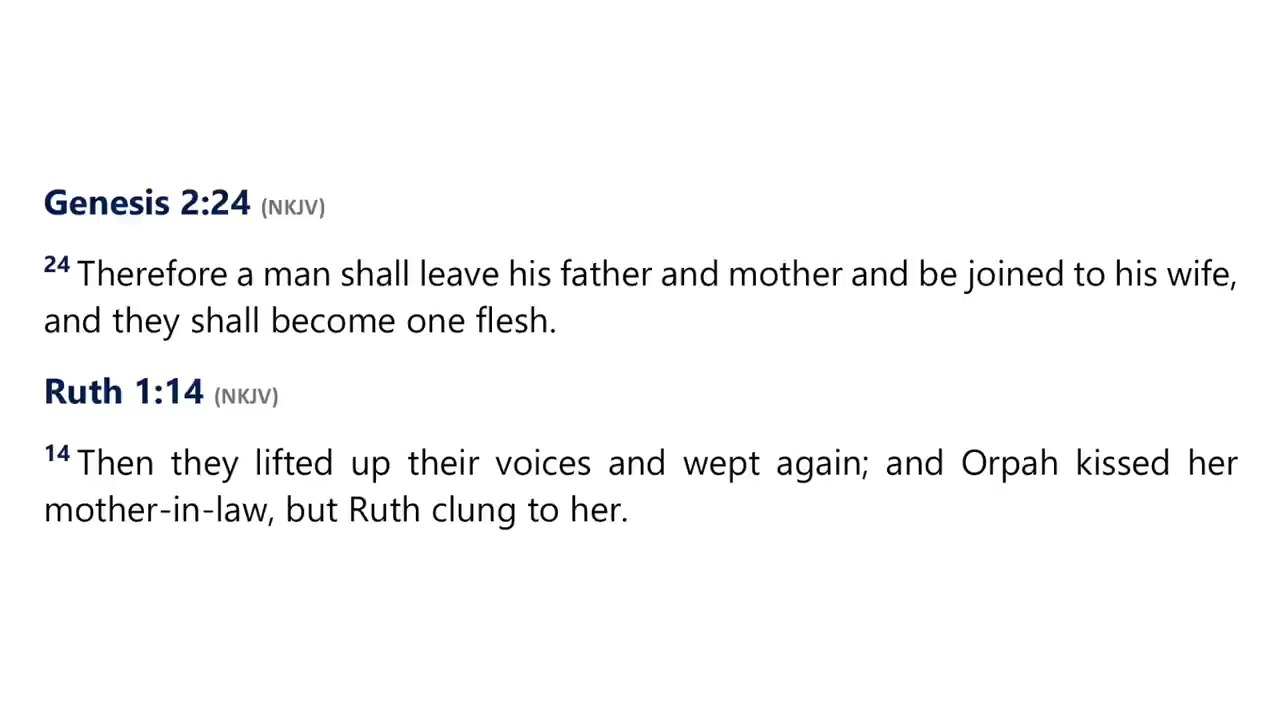 Genesis 2:24 (NKJV)
24 Therefore a man shall leave his father and mother and be joined to his wife,
and they shall become one flesh.
Ruth 1:14 (NKJV)
14 Then they lifted up their voices and wept again; and Orpah kissed her
mother-in-law, but Ruth clung to her.